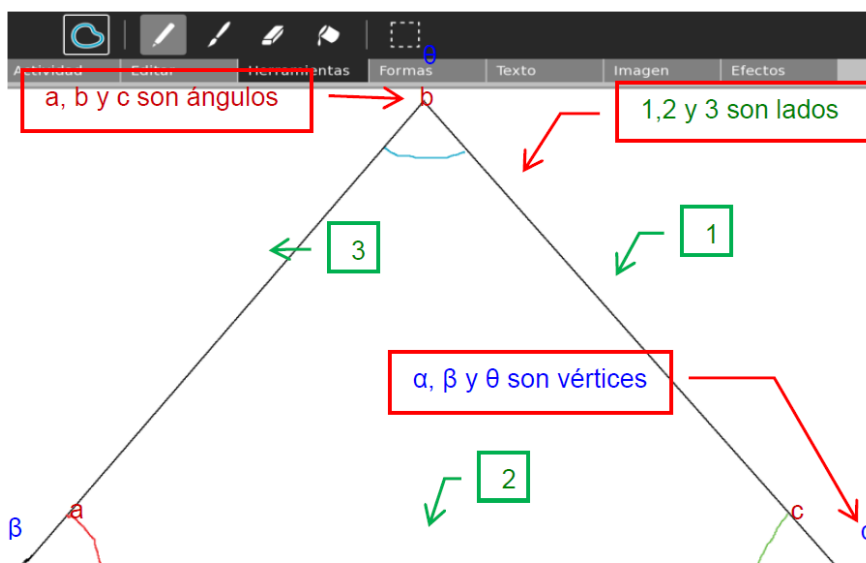 θ
Actividad Editar Herramientas Formas Texto Imagen Efectos
a, b y c son ángulos
b
1,2 y 3 son lados
3
1
α, β y θ son vértices
2
a
c
β
α